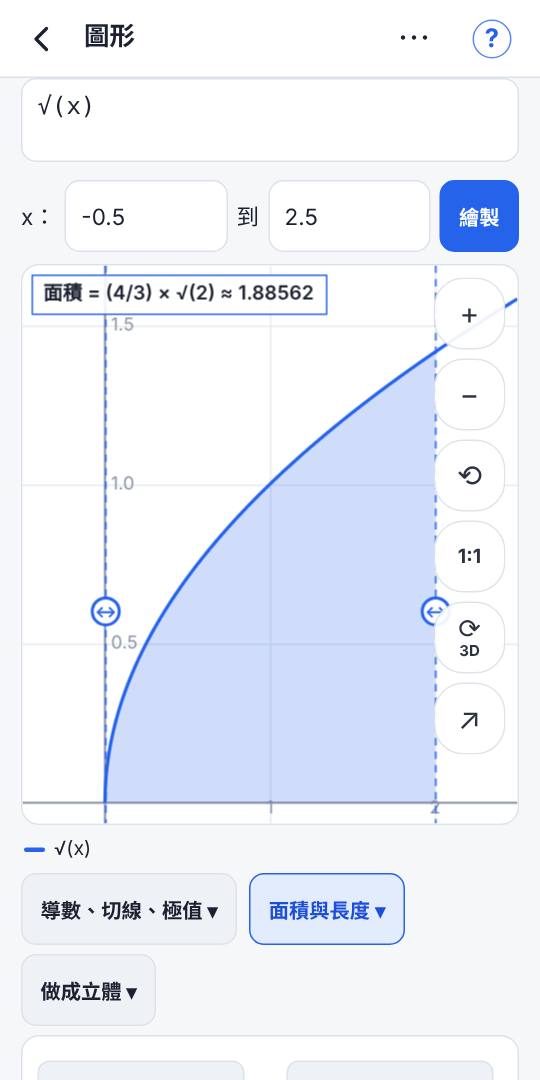 圖形
?
√(x)
x：
-0.5
到
2.5
繪製
面積 = (4/3) × √(2) ≈ 1.88562
1.5
1.0
0.5
1
2
+
−
1:1
3D
√(x)
導數、切線、極值 ▾
面積與長度 ▾
做成立體 ▾